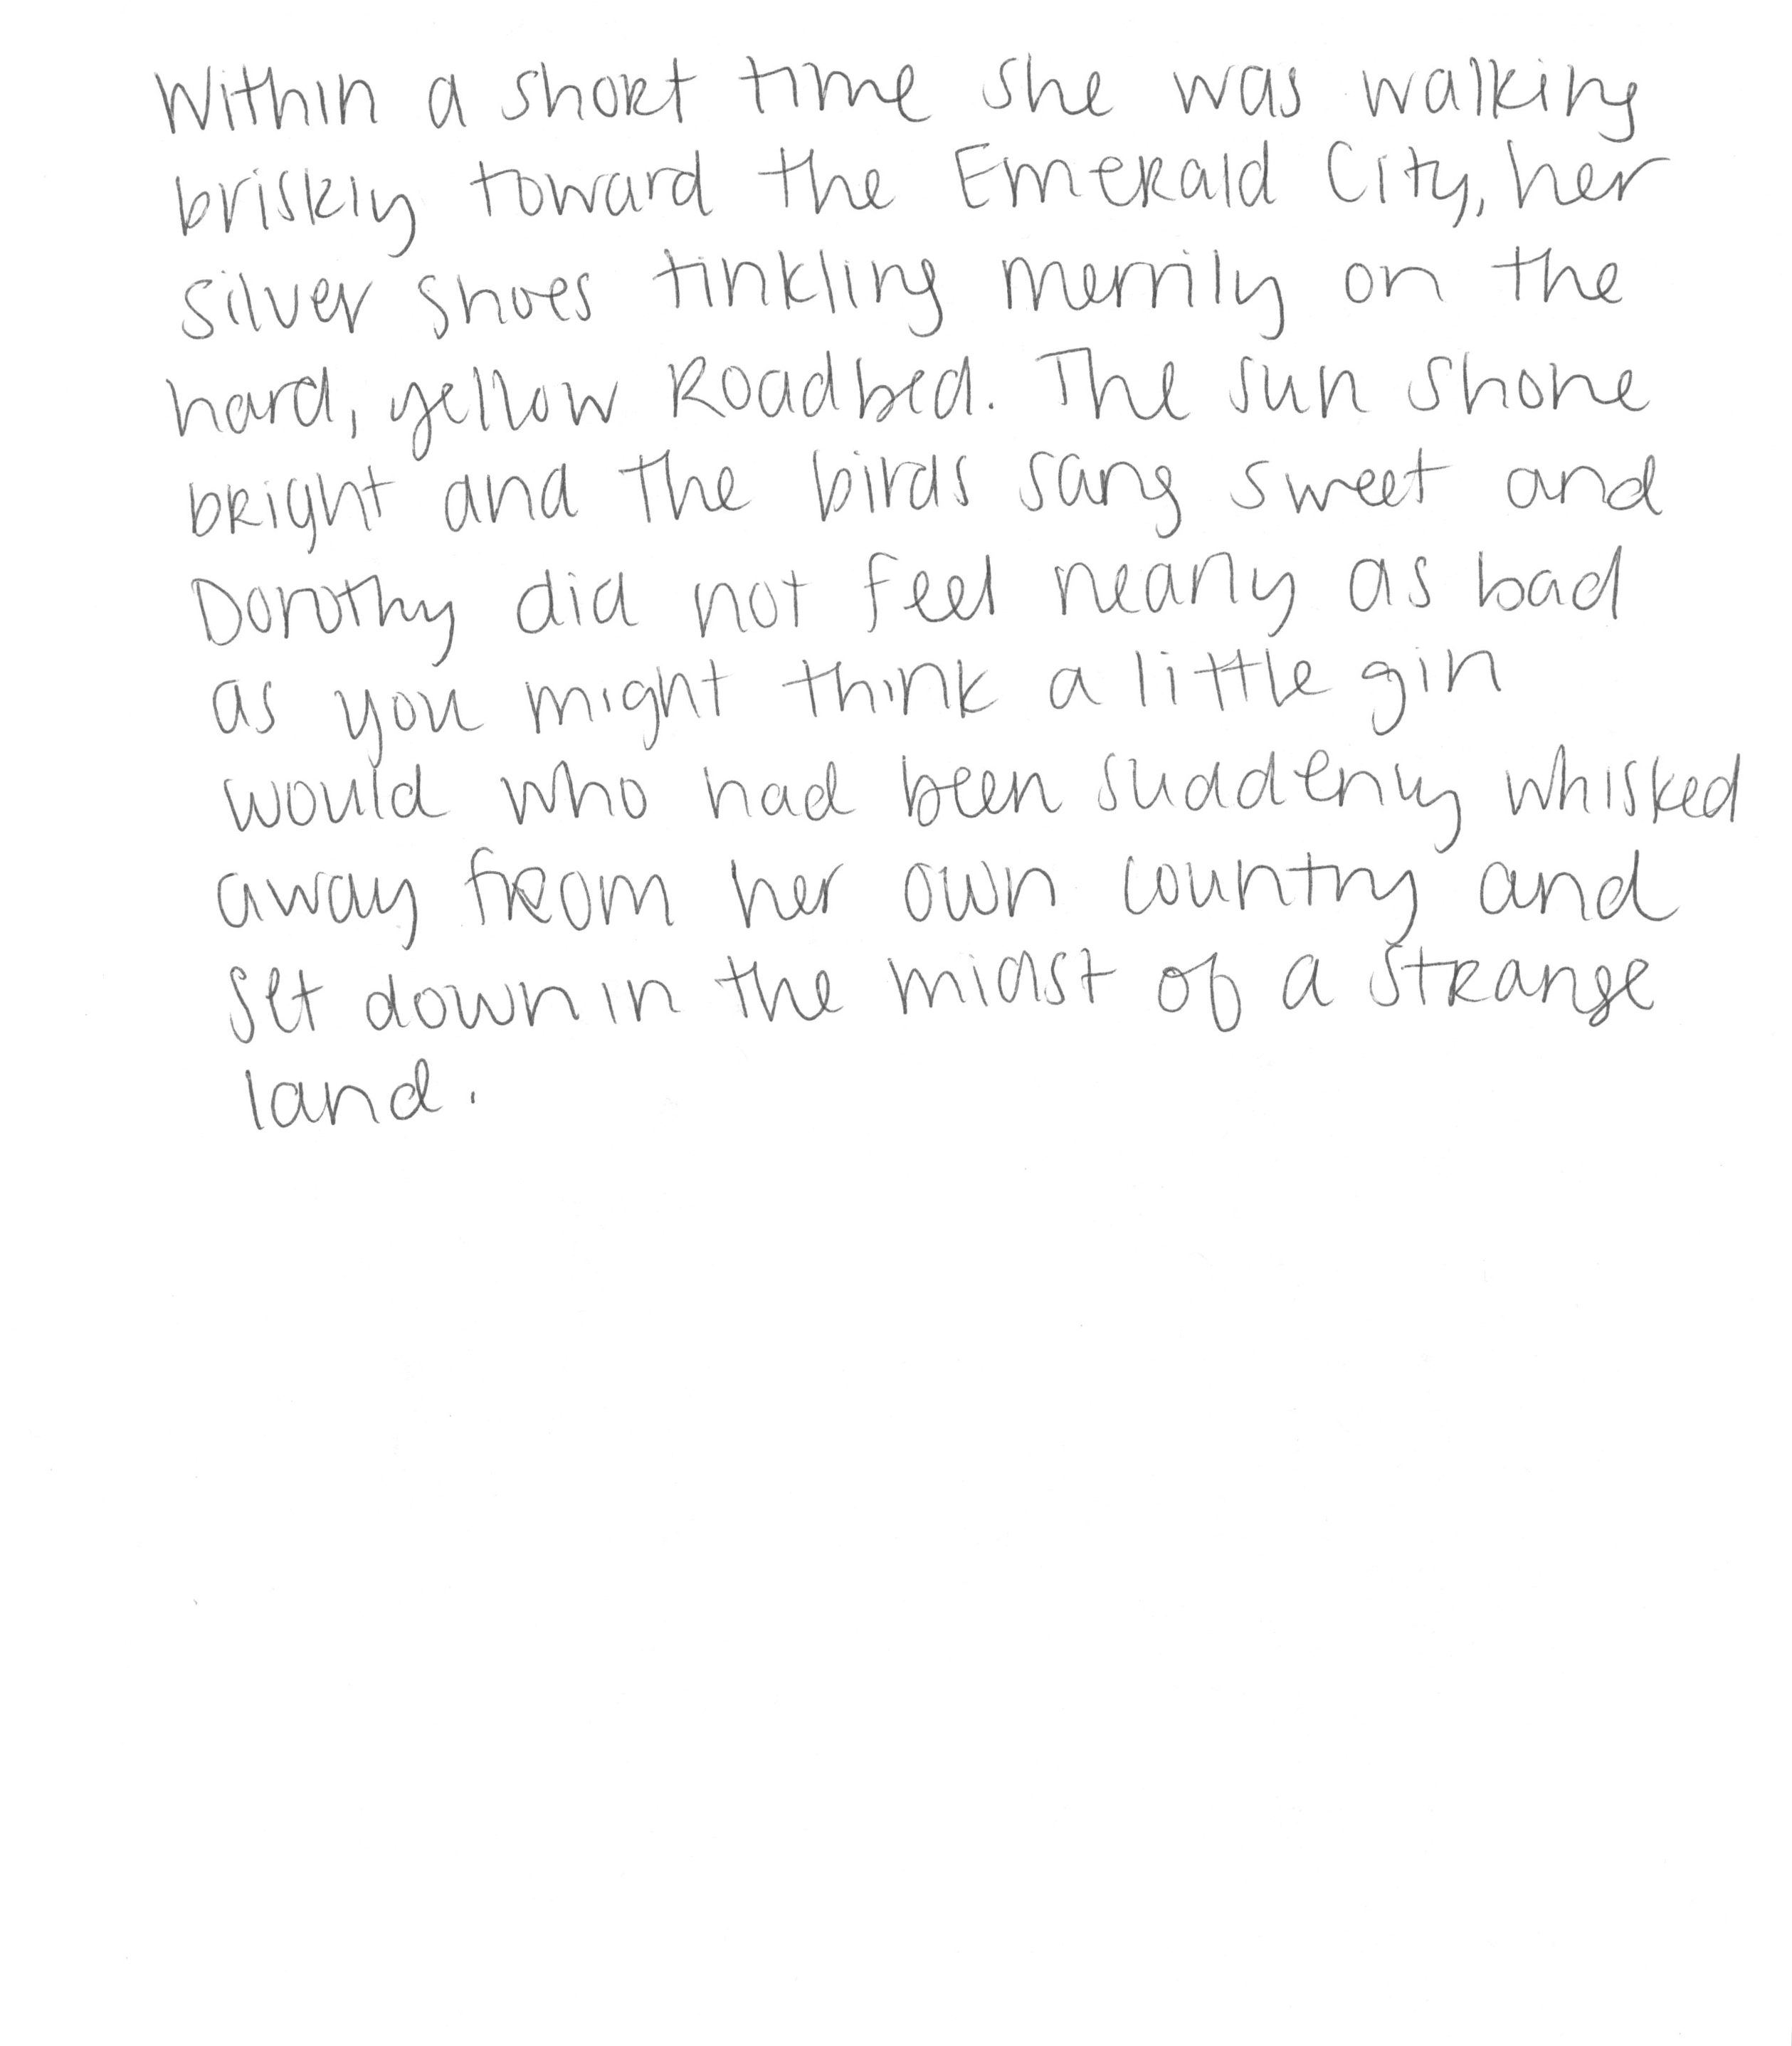 Within a short time she was walking
briskly toward the Emerald City, her
silver shoes tinkling merrily on the
hard, yellow roadbed. The sun shone
bright and the birds sang sweet and
Dorothy did not feel nearly as bad
as you might think a little girl
would who had been suddenly whisked
away from her own country and
set down in the midst of a strange
land.